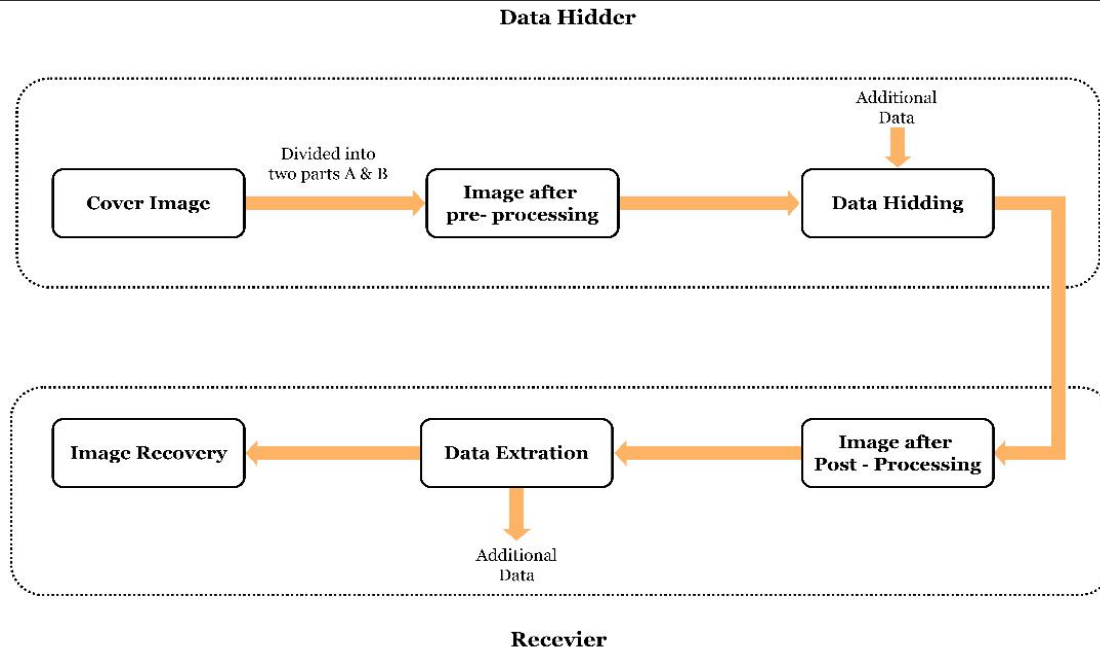 Data Hidder
Additional
Data
Divided into
two parts A & B
Cover Image
Image after
pre- processing
Data Hidding
Image Recovery
Data Extration
Image after
Post - Processing
Additional
Data
Recevier